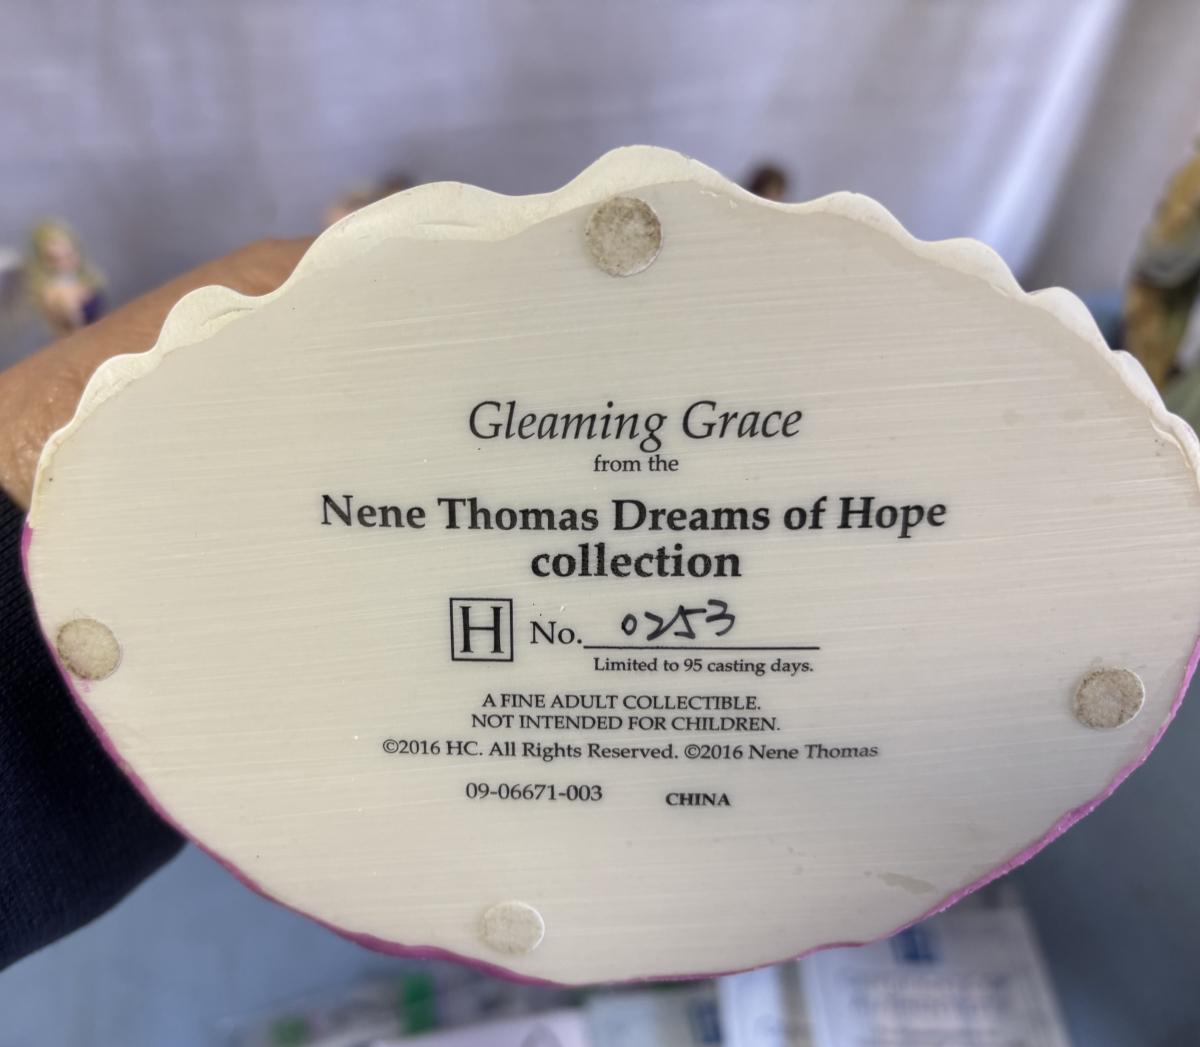 Gleaming Grace
from the
Nene Thomas Dreams of Hope
collection
H No. 0253
Limited to 95 casting days.
A FINE ADULT COLLECTIBLE.
NOT INTENDED FOR CHILDREN.
©2016 HC. All Rights Reserved. ©2016 Nene Thomas
09-06671-003 CHINA